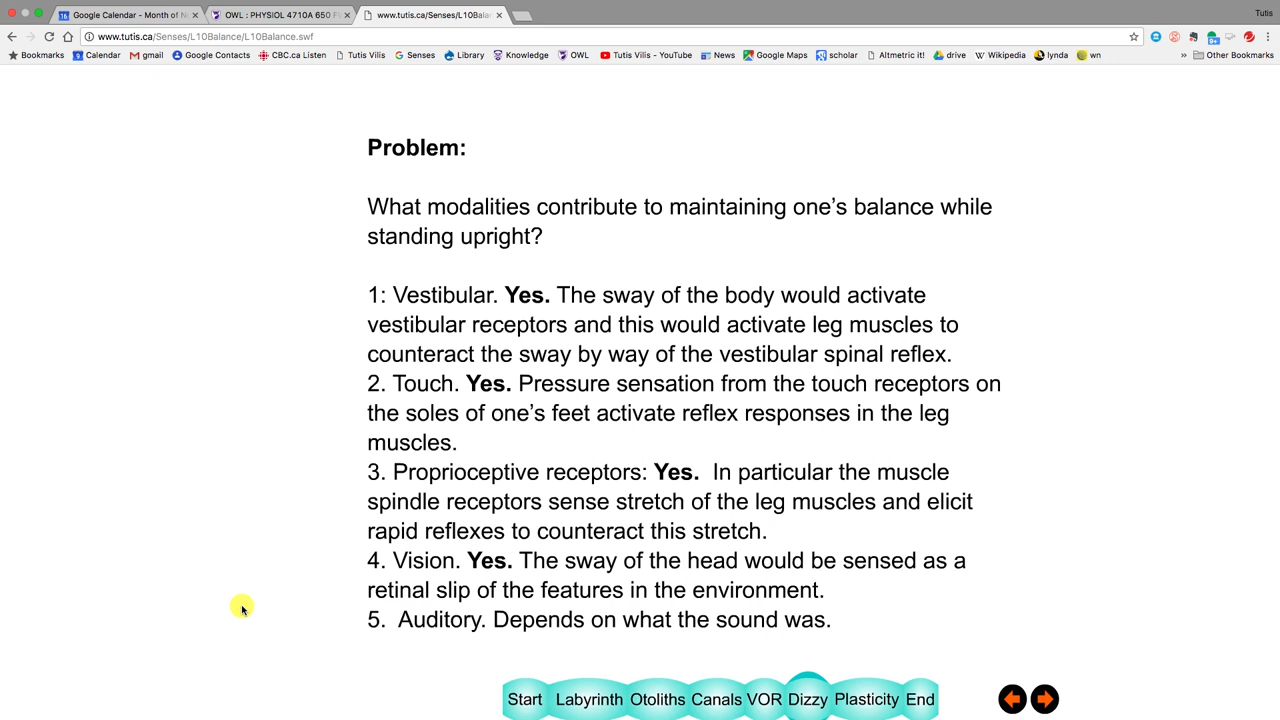 Google Calendar - Month of N
OWL : PHYSIOL 4710A 650 F
www.tutis.ca/Senses/L10Bala
Tutis
www.tutis.ca/Senses/L10Balance/L10Balance.swf
Bookmarks Calendar gmail Google Contacts CBC.ca Listen Tutis Vilis Senses Library Knowledge OWL Tutis Vilis - YouTube News Google Maps scholar Altmetric it! drive Wikipedia lynda wn » Other Bookmarks
Problem:
What modalities contribute to maintaining one’s balance while
standing upright?
1: Vestibular. Yes. The sway of the body would activate
vestibular receptors and this would activate leg muscles to
counteract the sway by way of the vestibular spinal reflex.
2. Touch. Yes. Pressure sensation from the touch receptors on
the soles of one’s feet activate reflex responses in the leg
muscles.
3. Proprioceptive receptors: Yes. In particular the muscle
spindle receptors sense stretch of the leg muscles and elicit
rapid reflexes to counteract this stretch.
4. Vision. Yes. The sway of the head would be sensed as a
retinal slip of the features in the environment.
5. Auditory. Depends on what the sound was.
Start Labyrinth Otoliths Canals VOR Dizzy Plasticity End